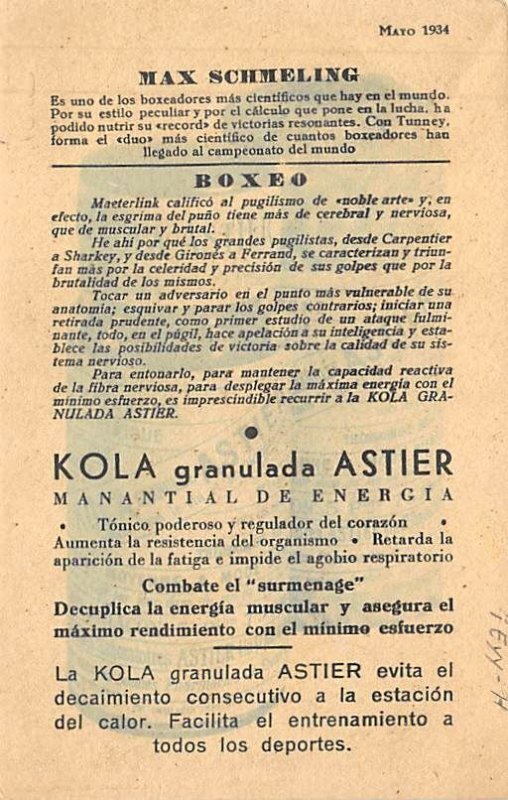 MAYO 1934
MAX SCHMELING
Es uno de los boxeadores más científicos que hay en el mundo.
Por su estilo peculiar y por el cálculo que pone en la lucha, ha
podido nutrir su «record» de victorias resonantes. Con Tunney,
forma el «duo» más científico de cuantos boxeadores han
llegado al campeonato del mundo
BOXEO
Maeterlink calificó al pugilismo de «noble arte» y, en
efecto, la esgrima del puño tiene más de cerebral y nerviosa,
que de muscular y brutal.
He ahí por qué los grandes pugilistas, desde Carpentier
a Sharkey, y desde Gironés a Ferrand, se caracterizan y triun-
fan más por la celeridad y precisión de sus golpes que por la
brutalidad de los mismos.
Tocar un adversario en el punto más vulnerable de su
anatomía; esquivar y parar los golpes contrarios; iniciar una
retirada prudente, como primer estudio de un ataque fulmi-
nante, todo, en el púgil, hace apelación a su inteligencia y esta-
blece las posibilidades de victoria sobre la calidad de su sis-
tema nervioso.
Para entonarlo, para mantener la capacidad reactiva
de la fibra nerviosa, para desplegar la máxima energía con el
mínimo esfuerzo, es imprescindible recurrir a la KOLA GRA-
NULADA ASTIER.
KOLA granulada ASTIER
MANANTIAL DE ENERGIA
• Tónico poderoso y regulador del corazón •
Aumenta la resistencia del organismo • Retarda la
aparición de la fatiga e impide el agobio respiratorio
Combate el "surmenage"
Decuplica la energía muscular y asegura el
máximo rendimiento con el mínimo esfuerzo
La KOLA granulada ASTIER evita el
decaimiento consecutivo a la estación
del calor. Facilita el entrenamiento a
todos los deportes.